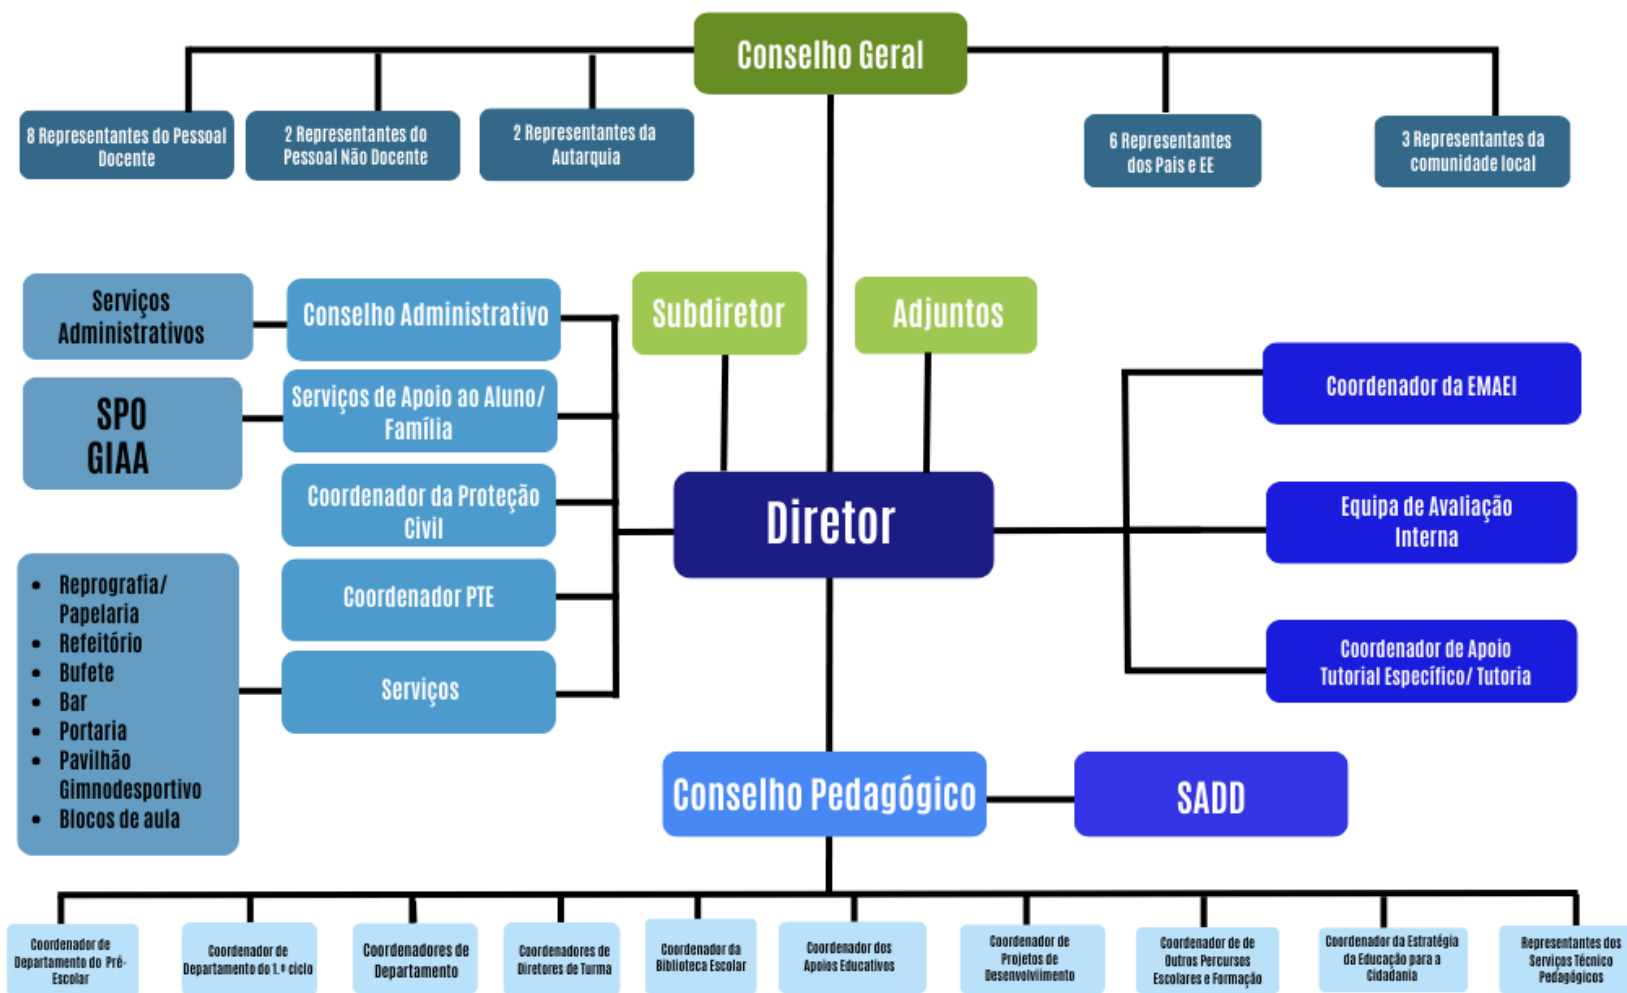 Conselho Geral
8 Representantes do Pessoal
Docente
2 Representantes do
Pessoal Não Docente
2 Representantes da
Autarquia
6 Representantes
dos Pais e EE
3 Representantes da
comunidade local
Serviços
Administrativos
Conselho Administrativo
Subdiretor
Adjuntos
SPO
GIAA
Serviços de Apoio ao Aluno/
Família
Coordenador da EMAEI
Coordenador da Proteção
Civil
Diretor
Equipa de Avaliação
Interna
• Reprografia/
Papelaria
• Refeitório
• Bufete
• Bar
• Portaria
• Pavilhão
Gimnodesportivo
• Blocos de aula
Coordenador PTE
Serviços
Coordenador de Apoio
Tutorial Específico/ Tutoria
Conselho Pedagógico
SADD
Coordenador de
Departamento do Pré-
Escolar
Coordenador de
Departamento do 1.º ciclo
Coordenadores de
Departamento
Coordenadores de
Diretores de Turma
Coordenador da
Biblioteca Escolar
Coordenador dos
Apoios Educativos
Coordenador de
Projetos de
Desenvolviimento
Coordenador de de
Outros Percursos
Escolares e Formação
Coordenador da Estratégia
da Educação para a
Cidadania
Representantes dos
Serviços Técnico
Pedagógicos